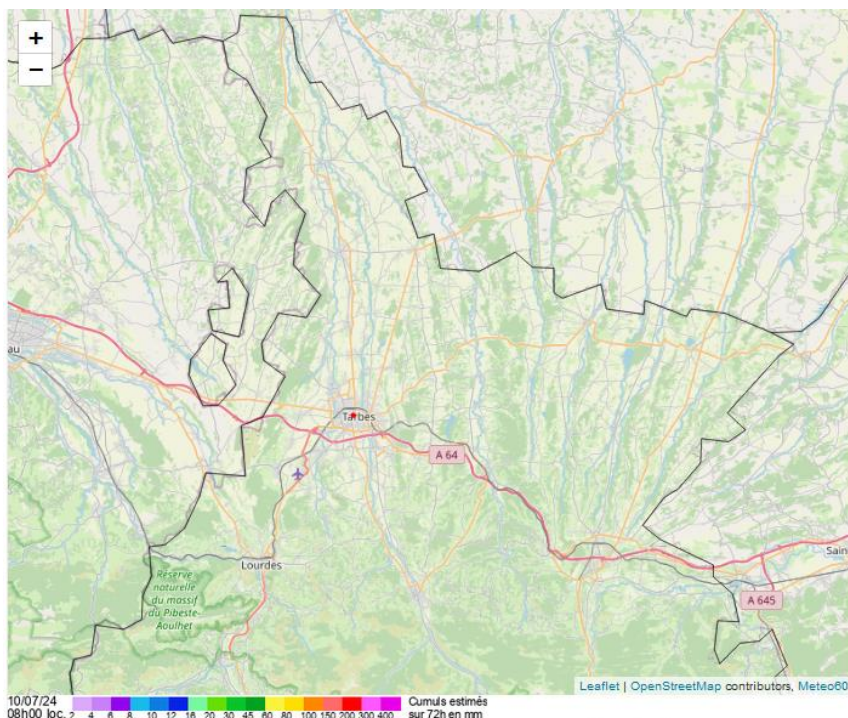 +
−
au
Tarbes
A 64
Lourdes
Sain
Réserve
naturelle
du massif
du Pibeste-
Aoulhet
A 645
Leaflet | OpenStreetMap contributors, Meteo60
10/07/24
08h00 loc.
2 4 6 8 10 12 16 20 30 45 60 80 100 150 200 300 400
Cumuls estimés
sur 72h en mm